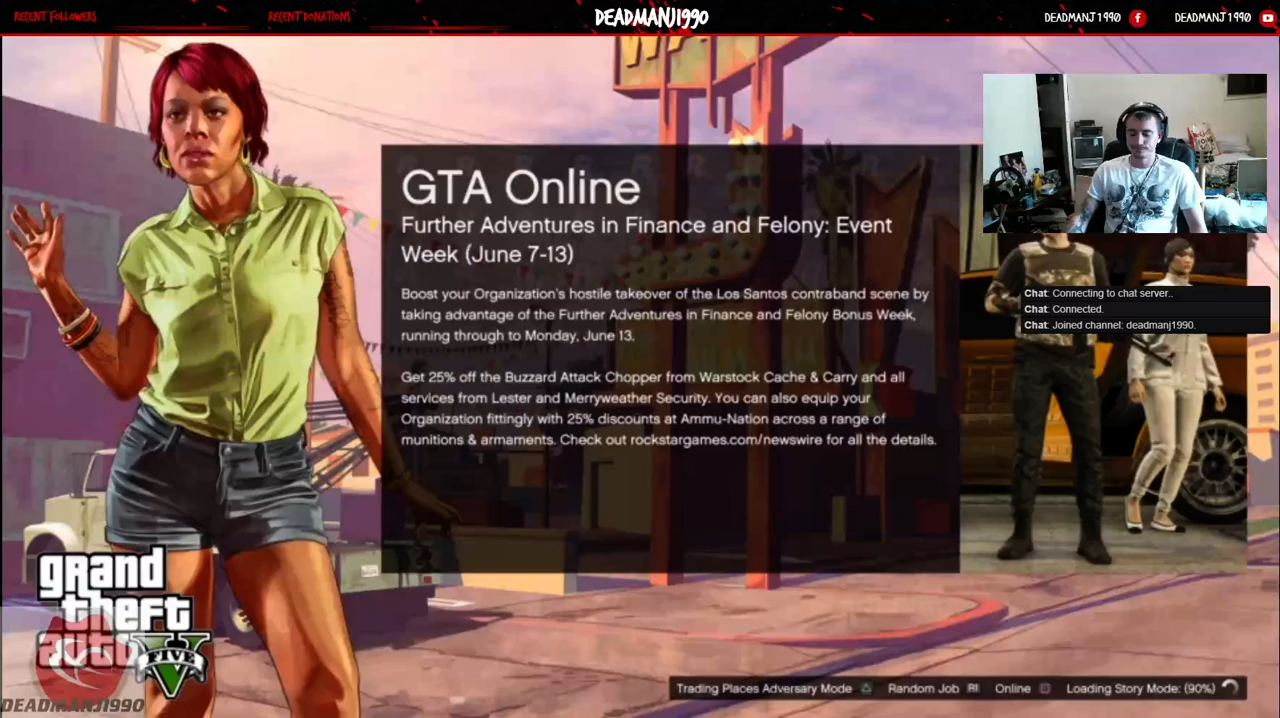 RECENT FOLLOWERS
RECENT DONATIONS
DEADMANJ1990
DEADMANJ1990
DEADMANJ1990
GTA Online
Further Adventures in Finance and Felony: Event
Week (June 7-13)
Boost your Organization's hostile takeover of the Los Santos contraband scene by
taking advantage of the Further Adventures in Finance and Felony Bonus Week,
running through to Monday, June 13.
Get 25% off the Buzzard Attack Chopper from Warstock Cache & Carry and all
services from Lester and Merryweather Security. You can also equip your
Organization fittingly with 25% discounts at Ammu-Nation across a range of
munitions & armaments. Check out rockstargames.com/newswire for all the details.
Chat: Connecting to chat server..
Chat: Connected.
Chat: Joined channel: deadmanj1990.
grand
theft
auto
V
FIVE
DEADMANJ1990
Trading Places Adversary Mode Random Job R1 Online Loading Story Mode: (90%)